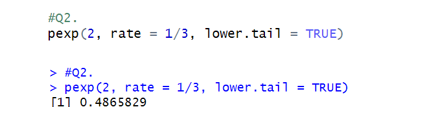 #Q2.
pexp(2, rate = 1/3, lower.tail = TRUE)
> #Q2.
> pexp(2, rate = 1/3, lower.tail = TRUE)
[1] 0.4865829